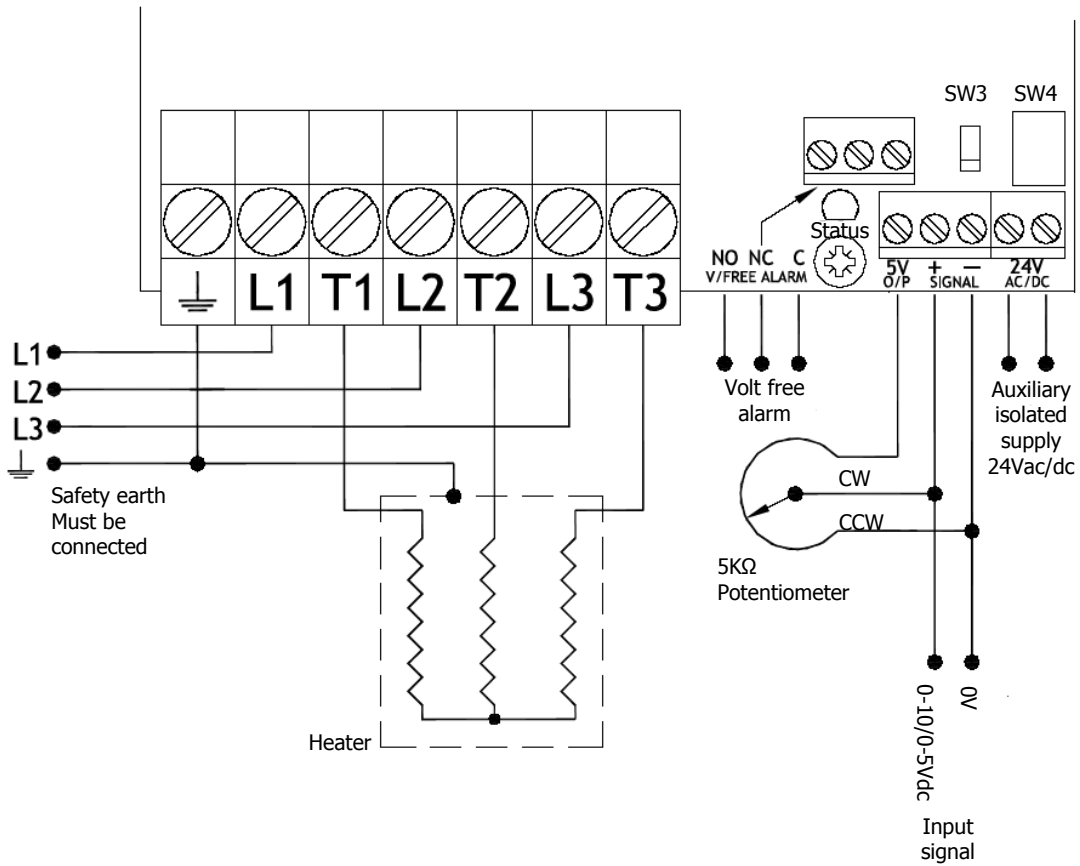 SW3
SW4
Status
NO NC C
V/FREE ALARM
5V
O/P
+ −
SIGNAL
24V
AC/DC
L1 T1 L2 T2 L3 T3
L1
L2
L3
Safety earth
Must be
connected
Volt free
alarm
Auxiliary
isolated
supply
24Vac/dc
CW
CCW
5KΩ
Potentiometer
Heater
0-10/0-5Vdc
0V
Input
signal